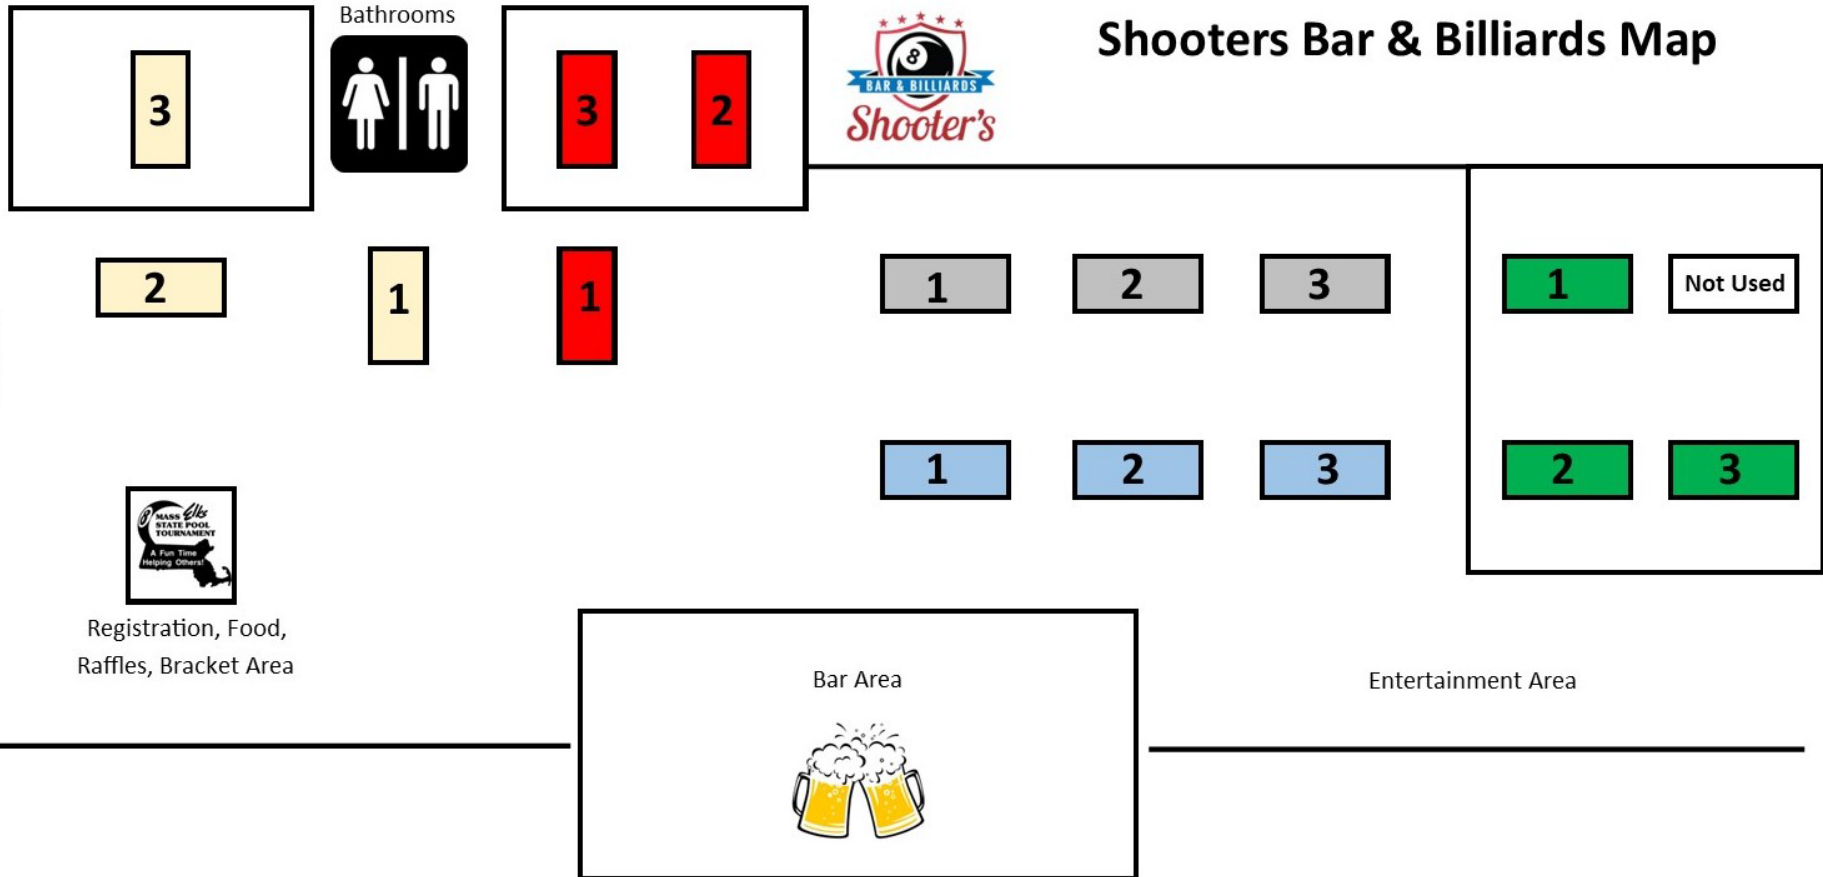 Bathrooms
Shooters Bar & Billiards Map
8
BAR & BILLIARDS
Shooter's
3
3
2
2
1
1
1
2
3
1
Not Used
1
2
3
2
3
8
MASS Elks
STATE POOL
TOURNAMENT
A Fun Time
Helping Others!
Registration, Food,
Raffles, Bracket Area
Bar Area
Entertainment Area